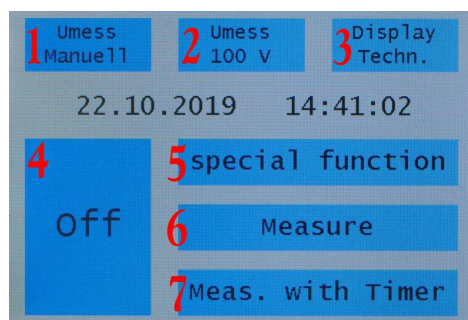 1 Umess Manuell
2 Umess 100 V
3 Display Techn.
22.10.2019 14:41:02
4 Off
5 special function
6 Measure
7 Meas. with Timer